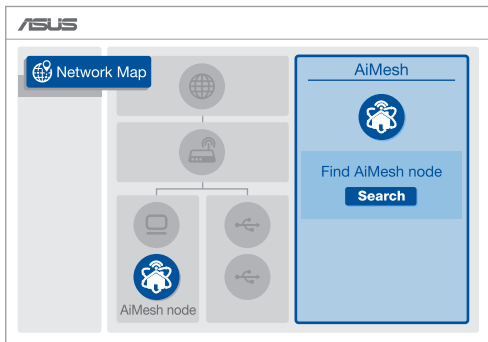 ASUS
Network Map
AiMesh
Find AiMesh node
Search
AiMesh node